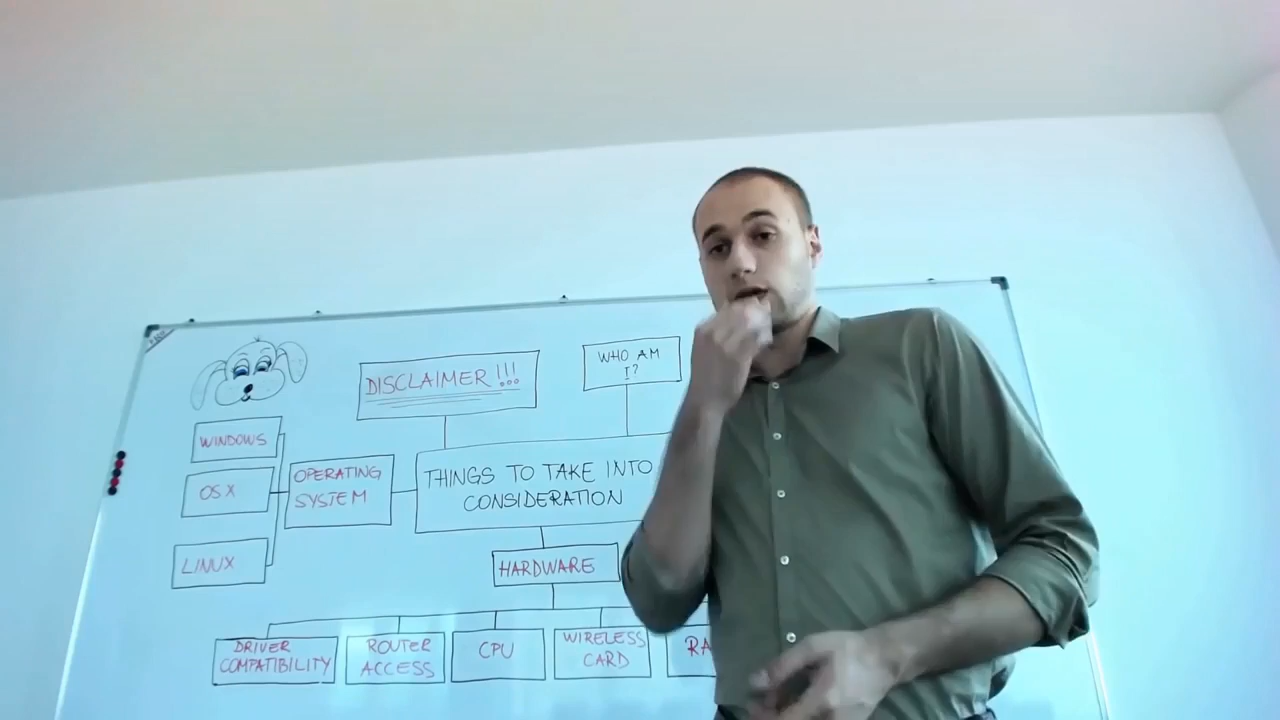 DISCLAIMER !!!
WHO AM
I?
WINDOWS
OSX
LINUX
OPERATING
SYSTEM
THINGS TO TAKE INTO
CONSIDERATION
HARDWARE
DRIVER
COMPATIBILITY
ROUTER
ACCESS
CPU
WIRELESS
CARD